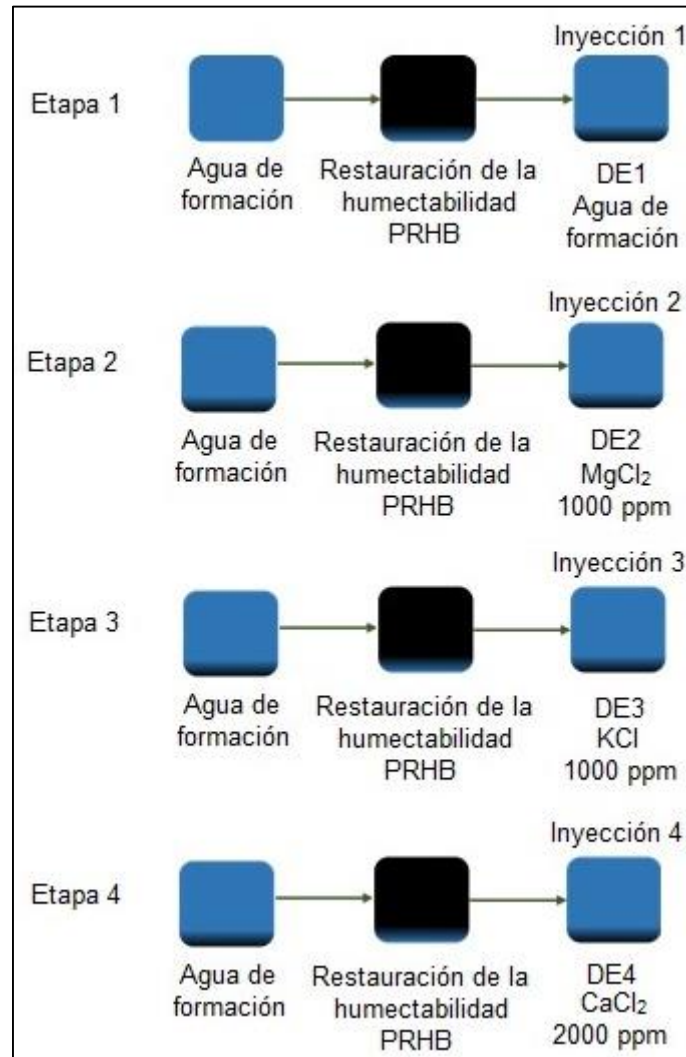 Inyección 1
Etapa 1
Agua de
formación
Restauración de la
humectabilidad
PRHB
DE1
Agua de
formación
Inyección 2
Etapa 2
Agua de
formación
Restauración de la
humectabilidad
PRHB
DE2
MgCl₂
1000 ppm
Inyección 3
Etapa 3
Agua de
formación
Restauración de la
humectabilidad
PRHB
DE3
KCl
1000 ppm
Inyección 4
Etapa 4
Agua de
formación
Restauración de la
humectabilidad
PRHB
DE4
CaCl₂
2000 ppm